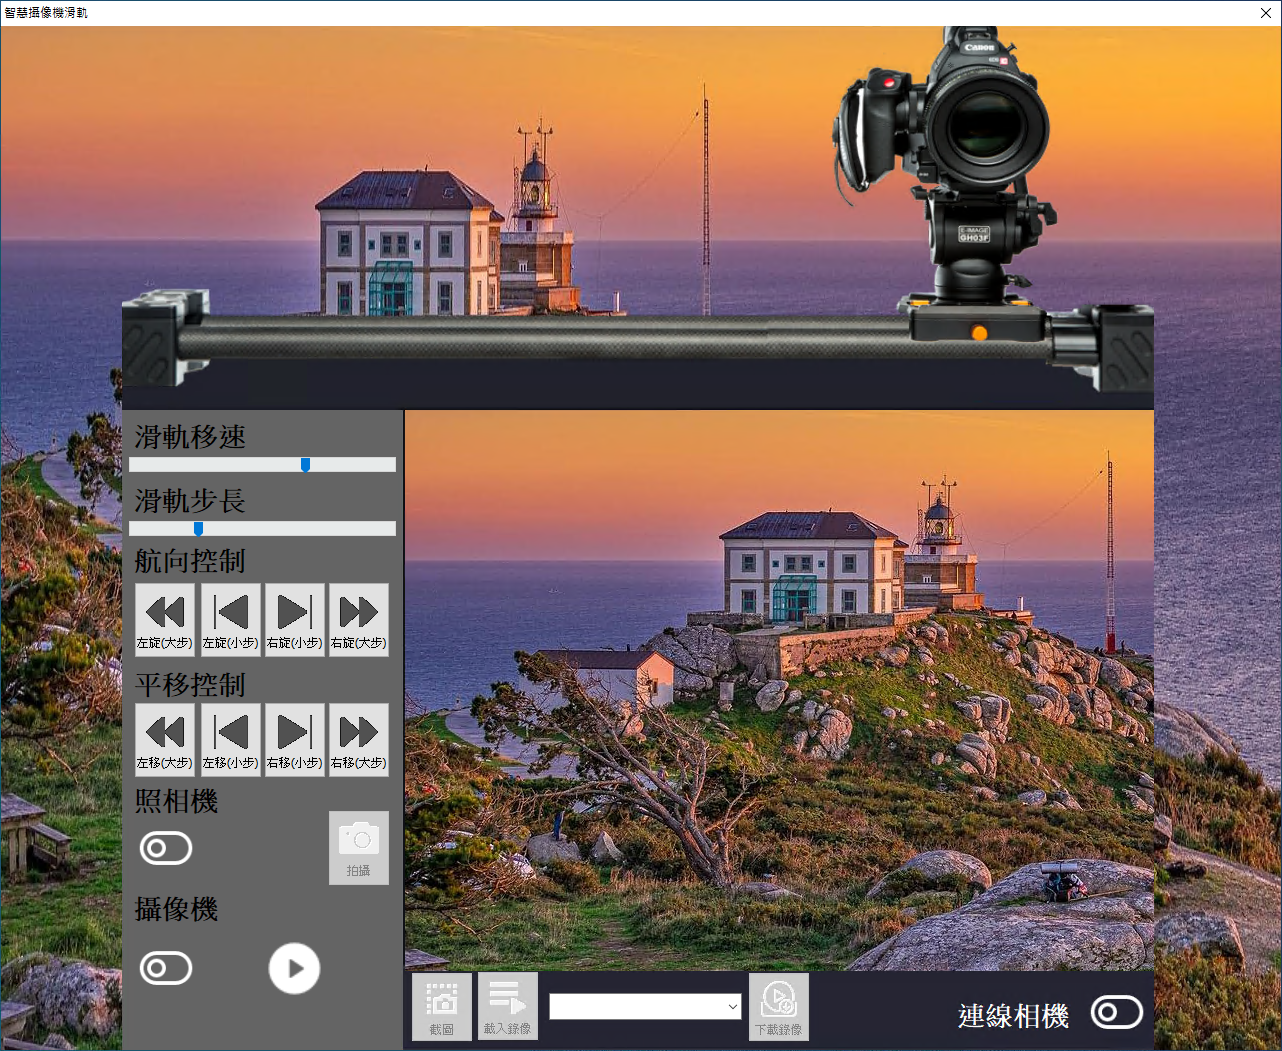 智慧攝像機滑軌
Canon
E-IMAGE
GH03F
滑軌移速
滑軌步長
航向控制
左旋(大步) 左旋(小步) 右旋(小步) 右旋(大步)
平移控制
左移(大步) 左移(小步) 右移(小步) 右移(大步)
照相機
拍攝
攝像機
截圖 載入錄像 下載錄像 連線相機